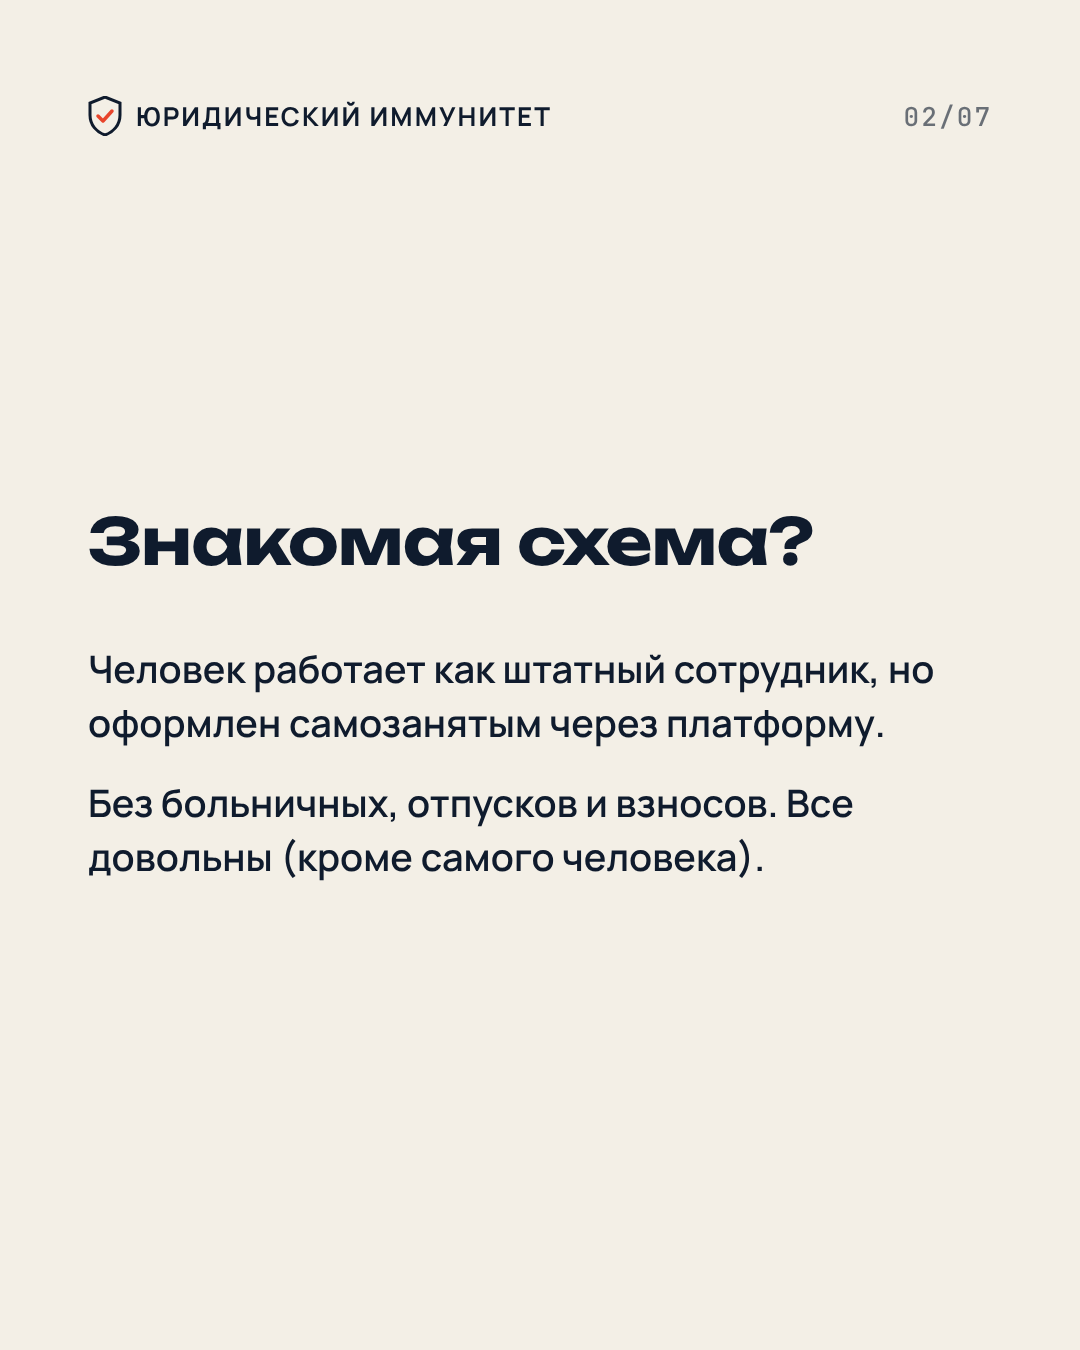 ЮРИДИЧЕСКИЙ ИММУНИТЕТ
02/07
Знакомая схема?
Человек работает как штатный сотрудник, но
оформлен самозанятым через платформу.
Без больничных, отпусков и взносов. Все
довольны (кроме самого человека).